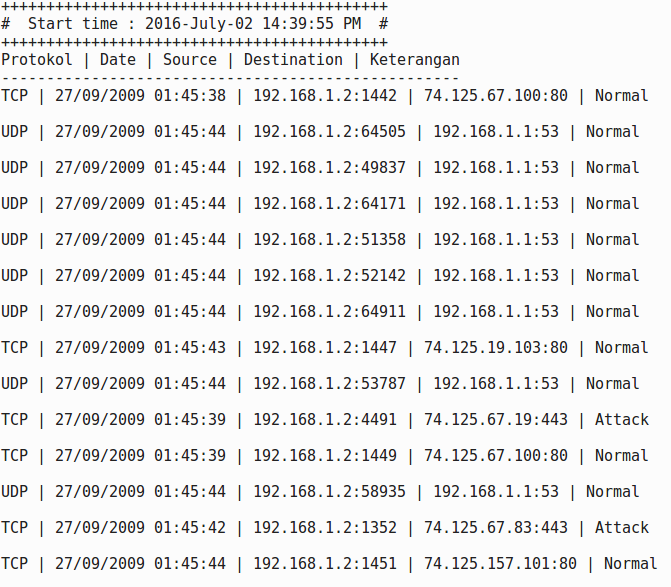 +++++++++++++++++++++++++++++++++++++++++++
#  Start time : 2016-July-02 14:39:55 PM  #
+++++++++++++++++++++++++++++++++++++++++++
Protokol | Date | Source | Destination | Keterangan
---------------------------------------------------
TCP | 27/09/2009 01:45:38 | 192.168.1.2:1442 | 74.125.67.100:80 | Normal
UDP | 27/09/2009 01:45:44 | 192.168.1.2:64505 | 192.168.1.1:53 | Normal
UDP | 27/09/2009 01:45:44 | 192.168.1.2:49837 | 192.168.1.1:53 | Normal
UDP | 27/09/2009 01:45:44 | 192.168.1.2:64171 | 192.168.1.1:53 | Normal
UDP | 27/09/2009 01:45:44 | 192.168.1.2:51358 | 192.168.1.1:53 | Normal
UDP | 27/09/2009 01:45:44 | 192.168.1.2:52142 | 192.168.1.1:53 | Normal
UDP | 27/09/2009 01:45:44 | 192.168.1.2:64911 | 192.168.1.1:53 | Normal
TCP | 27/09/2009 01:45:43 | 192.168.1.2:1447 | 74.125.19.103:80 | Normal
UDP | 27/09/2009 01:45:44 | 192.168.1.2:53787 | 192.168.1.1:53 | Normal
TCP | 27/09/2009 01:45:39 | 192.168.1.2:4491 | 74.125.67.19:443 | Attack
TCP | 27/09/2009 01:45:39 | 192.168.1.2:1449 | 74.125.67.100:80 | Normal
UDP | 27/09/2009 01:45:44 | 192.168.1.2:58935 | 192.168.1.1:53 | Normal
TCP | 27/09/2009 01:45:42 | 192.168.1.2:1352 | 74.125.67.83:443 | Attack
TCP | 27/09/2009 01:45:44 | 192.168.1.2:1451 | 74.125.157.101:80 | Normal